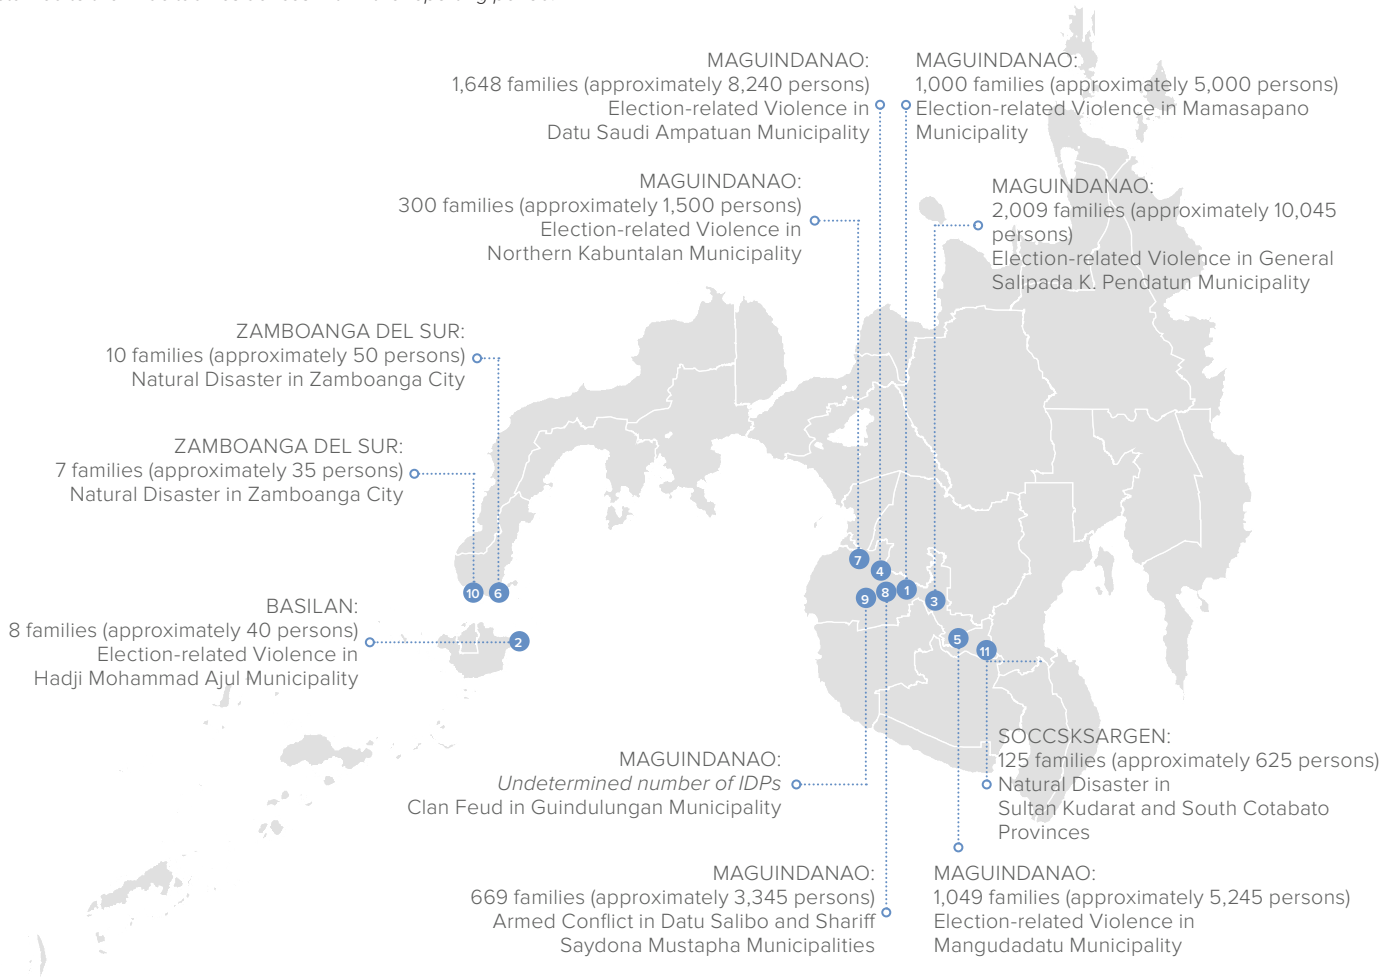 MAGUINDANAO:
1,648 families (approximately 8,240 persons)
Election-related Violence in
Datu Saudi Ampatuan Municipality
MAGUINDANAO:
1,000 families (approximately 5,000 persons)
Election-related Violence in Mamasapano
Municipality
MAGUINDANAO:
300 families (approximately 1,500 persons)
Election-related Violence in
Northern Kabuntalan Municipality
MAGUINDANAO:
2,009 families (approximately 10,045
persons)
Election-related Violence in General
Salipada K. Pendatun Municipality
ZAMBOANGA DEL SUR:
10 families (approximately 50 persons)
Natural Disaster in Zamboanga City
ZAMBOANGA DEL SUR:
7 families (approximately 35 persons)
Natural Disaster in Zamboanga City
7
4
10
6
9
8
1
3
BASILAN:
8 families (approximately 40 persons)
Election-related Violence in
Hadji Mohammad Ajul Municipality
2
5
11
MAGUINDANAO:
Undetermined number of IDPs
Clan Feud in Guindulungan Municipality
SOCCSKSARGEN:
125 families (approximately 625 persons)
Natural Disaster in
Sultan Kudarat and South Cotabato
Provinces
MAGUINDANAO:
669 families (approximately 3,345 persons)
Armed Conflict in Datu Salibo and Shariff
Saydona Mustapha Municipalities
MAGUINDANAO:
1,049 families (approximately 5,245 persons)
Election-related Violence in
Mangudadatu Municipality